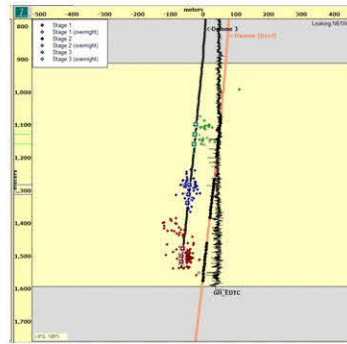 meters
-500 -400 -300 -200 -100 0 100 200 300 400 500
Stage 1
Stage 1 (overnight)
Stage 2
Stage 2 (overnight)
Stage 3
Stage 3 (overnight)
800
900
1,000
1,100
1,200
1,300
1,400
1,500
1,600
1,700
meters
GR_EDTC